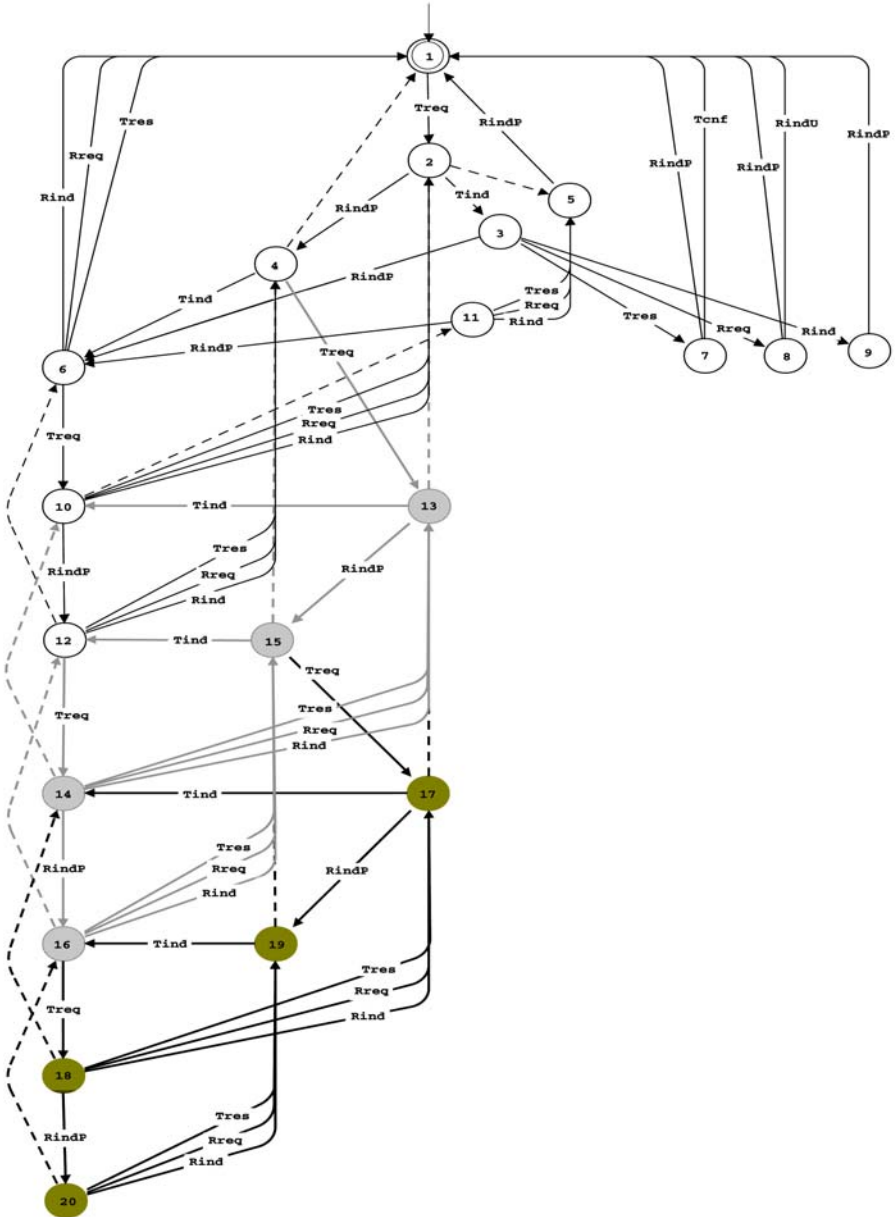 1
Treq
Tres
Tcnf
RindU
RindP
RindP
Rreq
2
RindP
RindP
Rind
Tind
5
RindP
3
4
RindP
Tind
Tres
11
Rreq
Tres
Rreq
Rind
Rind
RindP
Treq
6
7
8
9
Tres
Treq
Rreq
Rind
10
Tind
13
Tres
RindP
RindP
Rreq
Rind
12
Tind
15
Treq
Tres
Treq
Rreq
Rind
14
Tind
17
Tres
RindP
Rreq
RindP
Rind
16
Tind
19
Tres
Rreq
Treq
Rind
18
Tres
RindP
Rreq
Rind
20